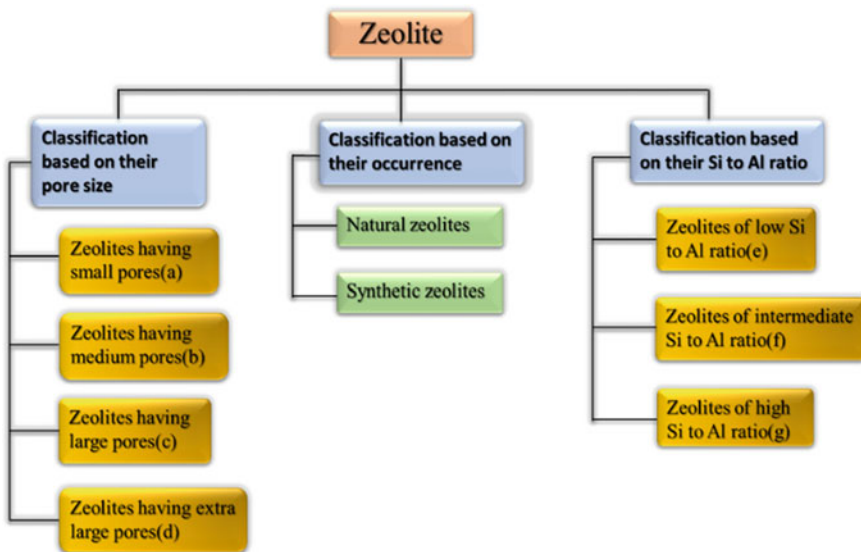 Zeolite
Classification
based on their
pore size
Zeolites having
small pores(a)
Zeolites having
medium pores(b)
Zeolites having
large pores(c)
Zeolites having extra
large pores(d)
Classification based on
their occurrence
Natural zeolites
Synthetic zeolites
Classification based
on their Si to Al ratio
Zeolites of low Si
to Al ratio(e)
Zeolites of intermediate
Si to Al ratio(f)
Zeolites of high
Si to Al ratio(g)